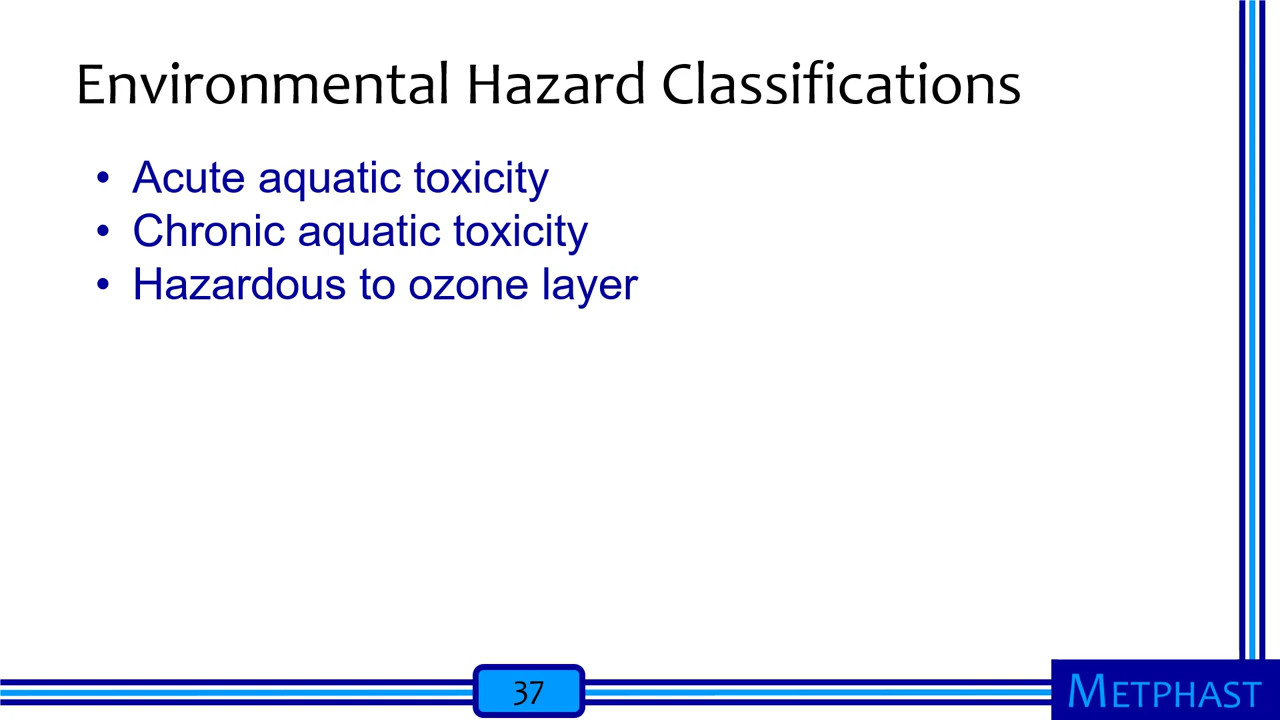 Environmental Hazard Classifications
• Acute aquatic toxicity
• Chronic aquatic toxicity
• Hazardous to ozone layer
37
METPHAST